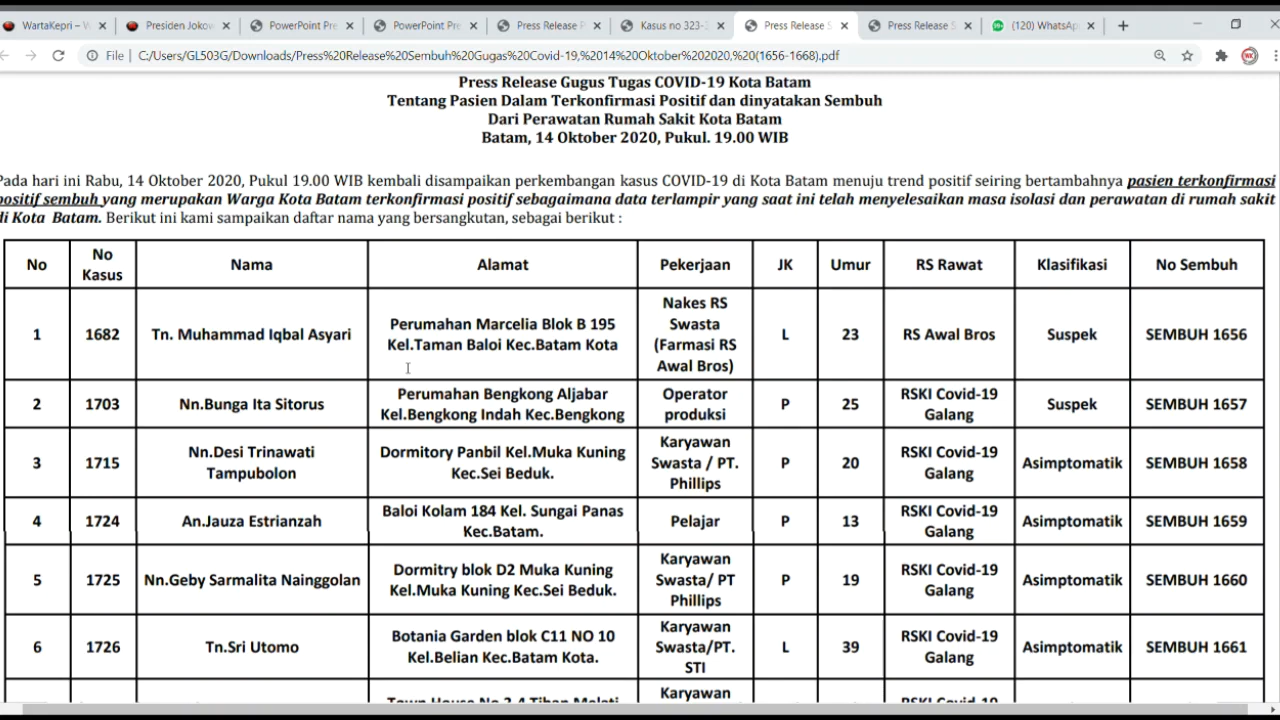 WartaKepri – W
Presiden Jokow
PowerPoint Pre
PowerPoint Pre
Press Release P
Kasus no 323-3
Press Release S
Press Release S
(120) WhatsAp
File | C:/Users/GL503G/Downloads/Press%20Release%20Sembuh%20Gugas%20Covid-19,%2014%20Oktober%202020,%20(1656-1668).pdf
Press Release Gugus Tugas COVID-19 Kota Batam
Tentang Pasien Dalam Terkonfirmasi Positif dan dinyatakan Sembuh
Dari Perawatan Rumah Sakit Kota Batam
Batam, 14 Oktober 2020, Pukul. 19.00 WIB
Pada hari ini Rabu, 14 Oktober 2020, Pukul 19.00 WIB kembali disampaikan perkembangan kasus COVID-19 di Kota Batam menuju trend positif seiring bertambahnya pasien terkonfirmasi
positif sembuh yang merupakan Warga Kota Batam terkonfirmasi positif sebagaimana data terlampir yang saat ini telah menyelesaikan masa isolasi dan perawatan di rumah sakit
di Kota Batam. Berikut ini kami sampaikan daftar nama yang bersangkutan, sebagai berikut :
No No Kasus Nama Alamat Pekerjaan JK Umur RS Rawat Klasifikasi No Sembuh
1 1682 Tn. Muhammad Iqbal Asyari Perumahan Marcelia Blok B 195 Kel.Taman Baloi Kec.Batam Kota Nakes RS Swasta (Farmasi RS Awal Bros) L 23 RS Awal Bros Suspek SEMBUH 1656
2 1703 Nn.Bunga Ita Sitorus Perumahan Bengkong Aljabar Kel.Bengkong Indah Kec.Bengkong Operator produksi P 25 RSKI Covid-19 Galang Suspek SEMBUH 1657
3 1715 Nn.Desi Trinawati Tampubolon Dormitory Panbil Kel.Muka Kuning Kec.Sei Beduk. Karyawan Swasta / PT. Phillips P 20 RSKI Covid-19 Galang Asimptomatik SEMBUH 1658
4 1724 An.Jauza Estrianzah Baloi Kolam 184 Kel. Sungai Panas Kec.Batam. Pelajar P 13 RSKI Covid-19 Galang Asimptomatik SEMBUH 1659
5 1725 Nn.Geby Sarmalita Nainggolan Dormitry blok D2 Muka Kuning Kel.Muka Kuning Kec.Sei Beduk. Karyawan Swasta/ PT Phillips P 19 RSKI Covid-19 Galang Asimptomatik SEMBUH 1660
6 1726 Tn.Sri Utomo Botania Garden blok C11 NO 10 Kel.Belian Kec.Batam Kota. Karyawan Swasta/PT. STI L 39 RSKI Covid-19 Galang Asimptomatik SEMBUH 1661
Karyawan